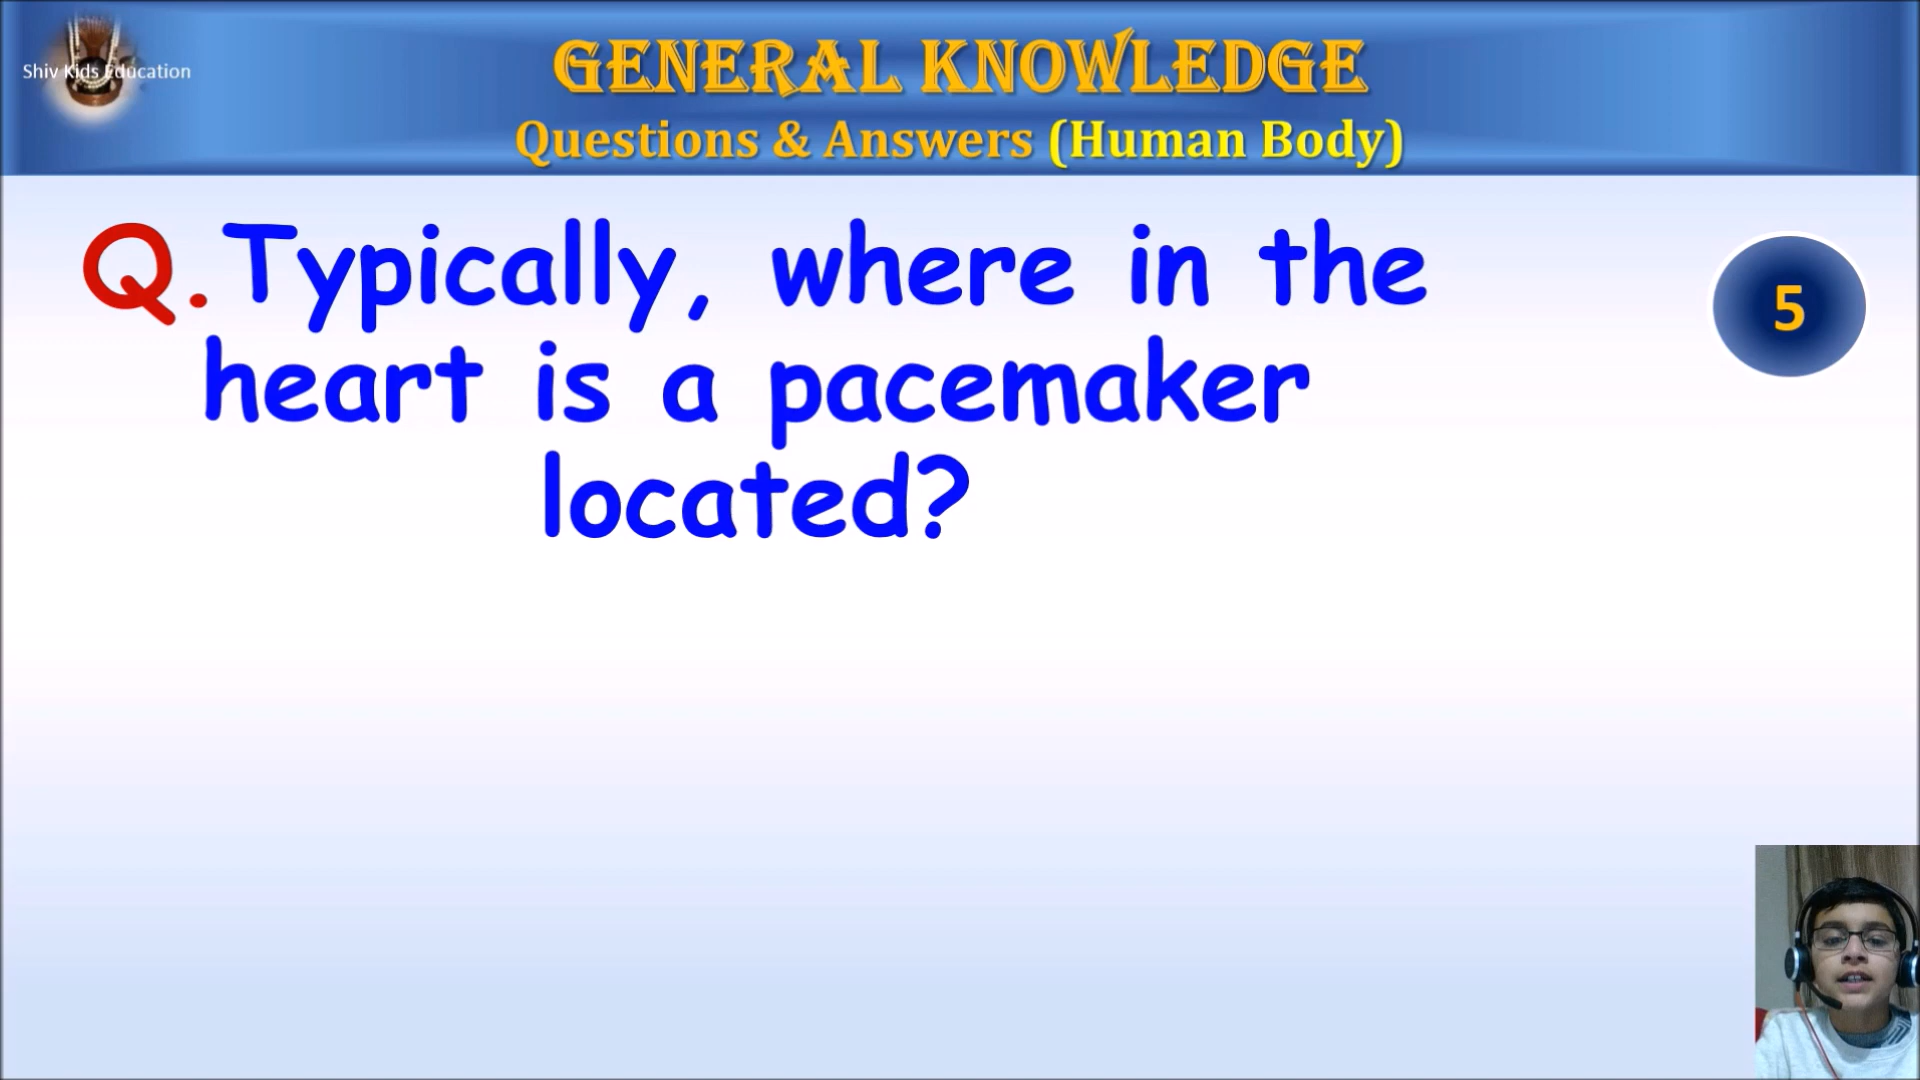 Shiv Kids Education
GENERAL KNOWLEDGE
Questions & Answers (Human Body)
Q.Typically, where in the
heart is a pacemaker
located?
5